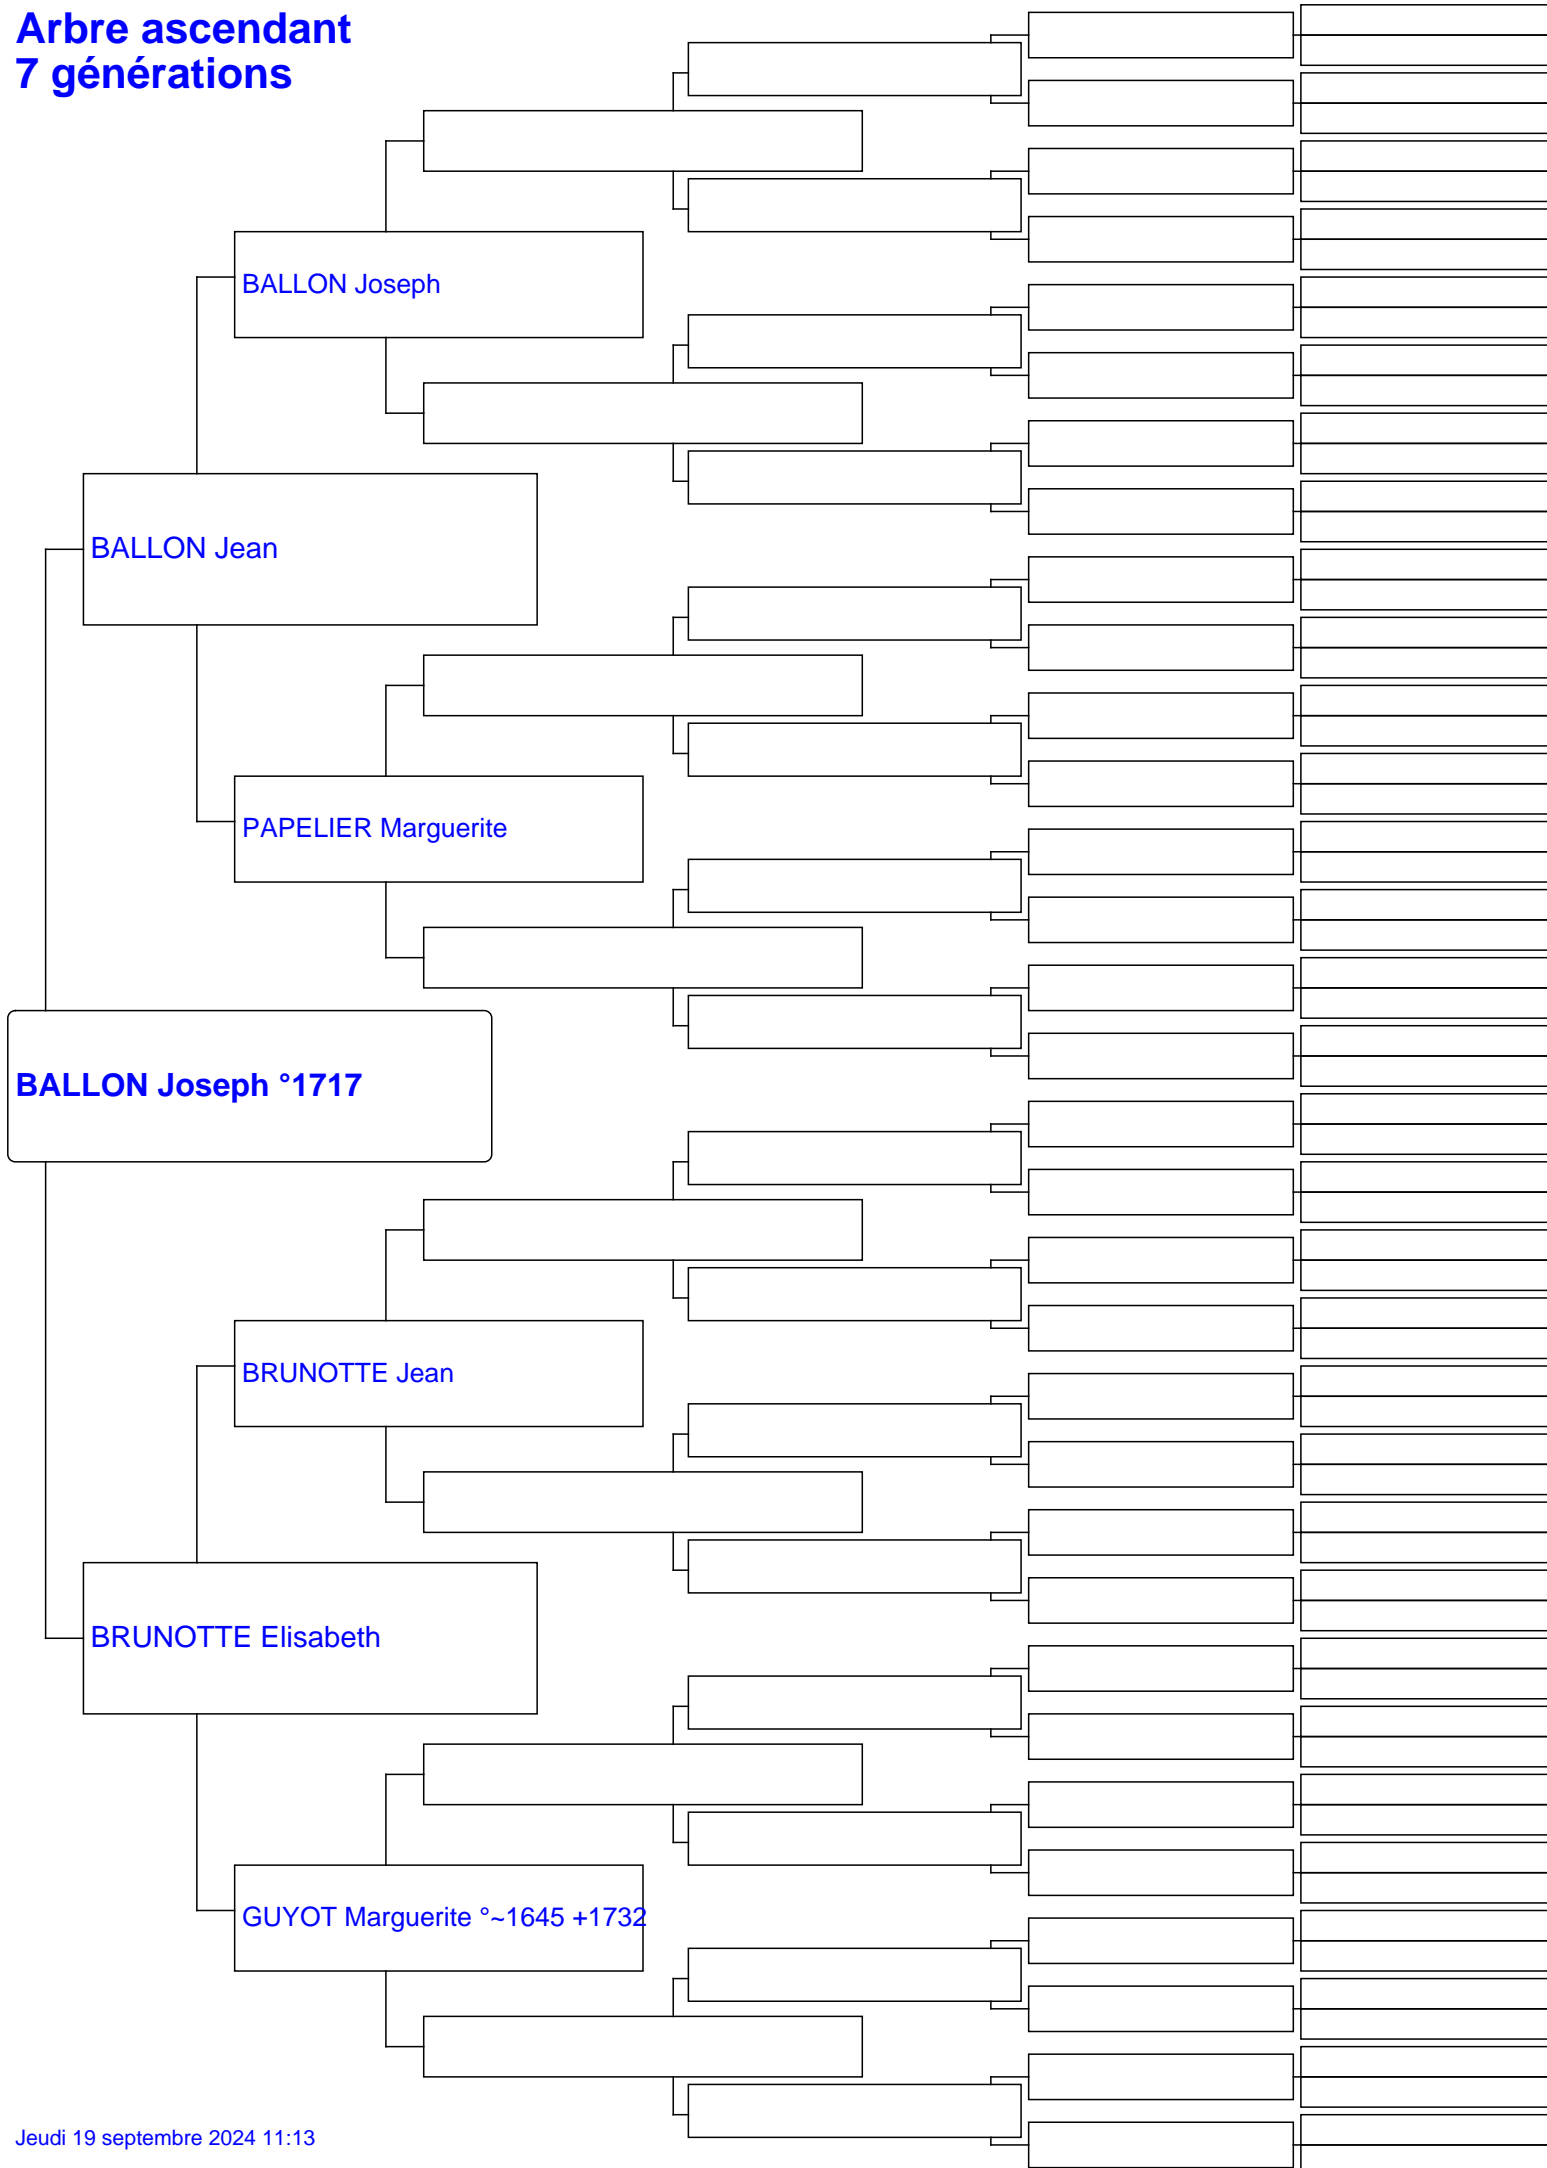 Arbre ascendant
7 générations
BALLON Joseph
BALLON Jean
PAPELIER Marguerite
BALLON Joseph °1717
BRUNOTTE Jean
BRUNOTTE Elisabeth
GUYOT Marguerite °~1645 +1732
Jeudi 19 septembre 2024 11:13